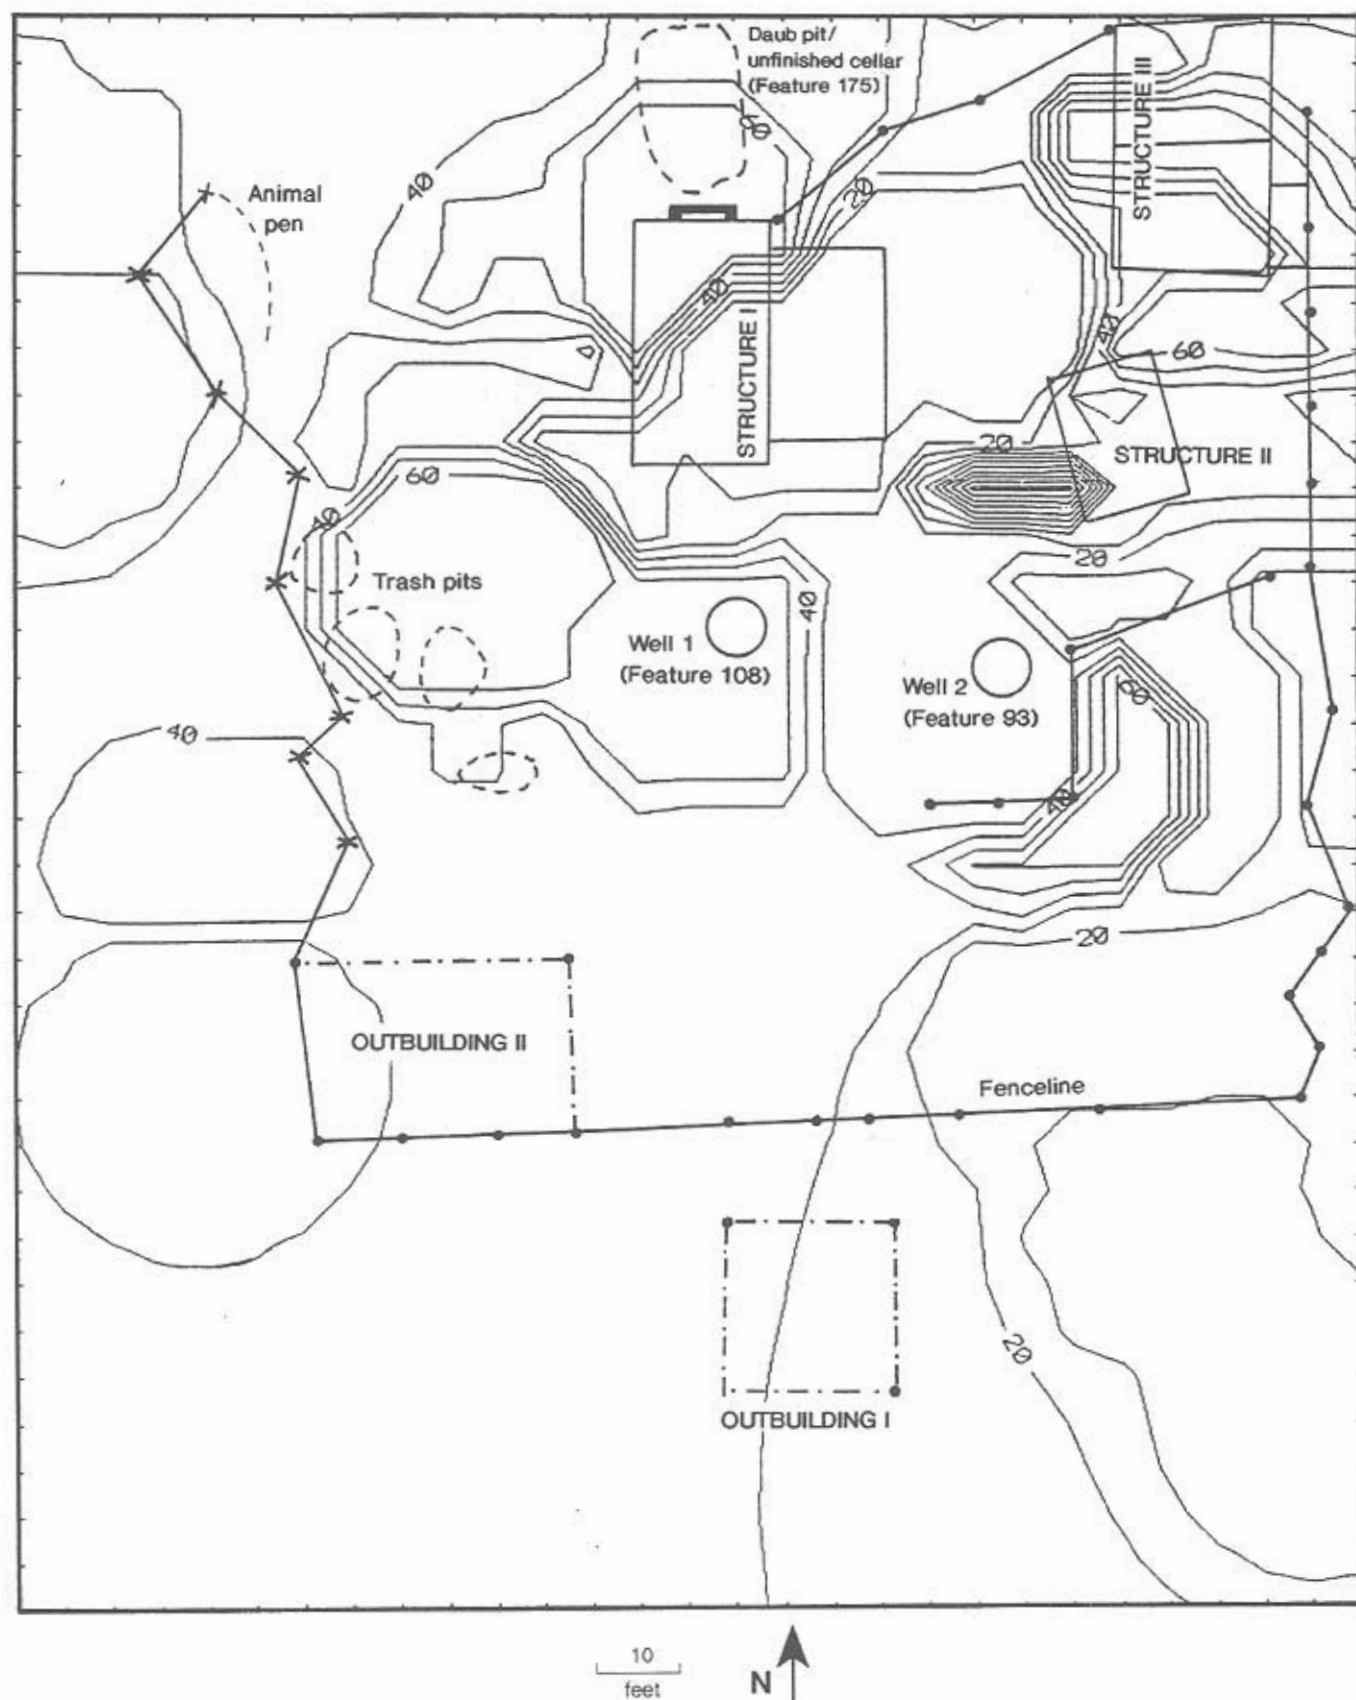 Daub pit/
unfinished cellar
(Feature 175)
60
STRUCTURE III
40
Animal
pen
20
40
STRUCTURE I
40
60
20
STRUCTURE II
60
40
20
Trash pits
40
Well 1
(Feature 108)
Well 2
(Feature 93)
60
40
40
20
OUTBUILDING II
Fenceline
20
OUTBUILDING I
10
feet
N